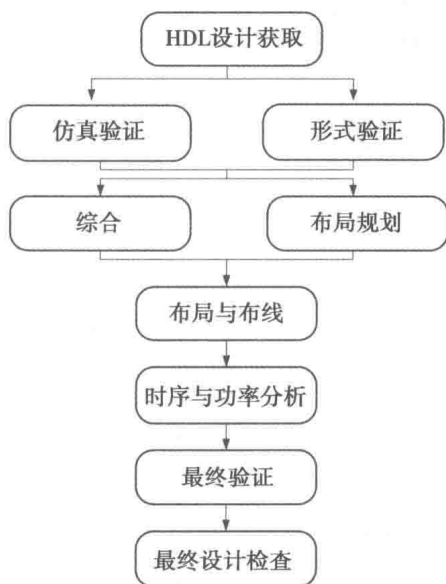 HDL设计获取
仿真验证
形式验证
综合
布局规划
布局与布线
时序与功率分析
最终验证
最终设计检查